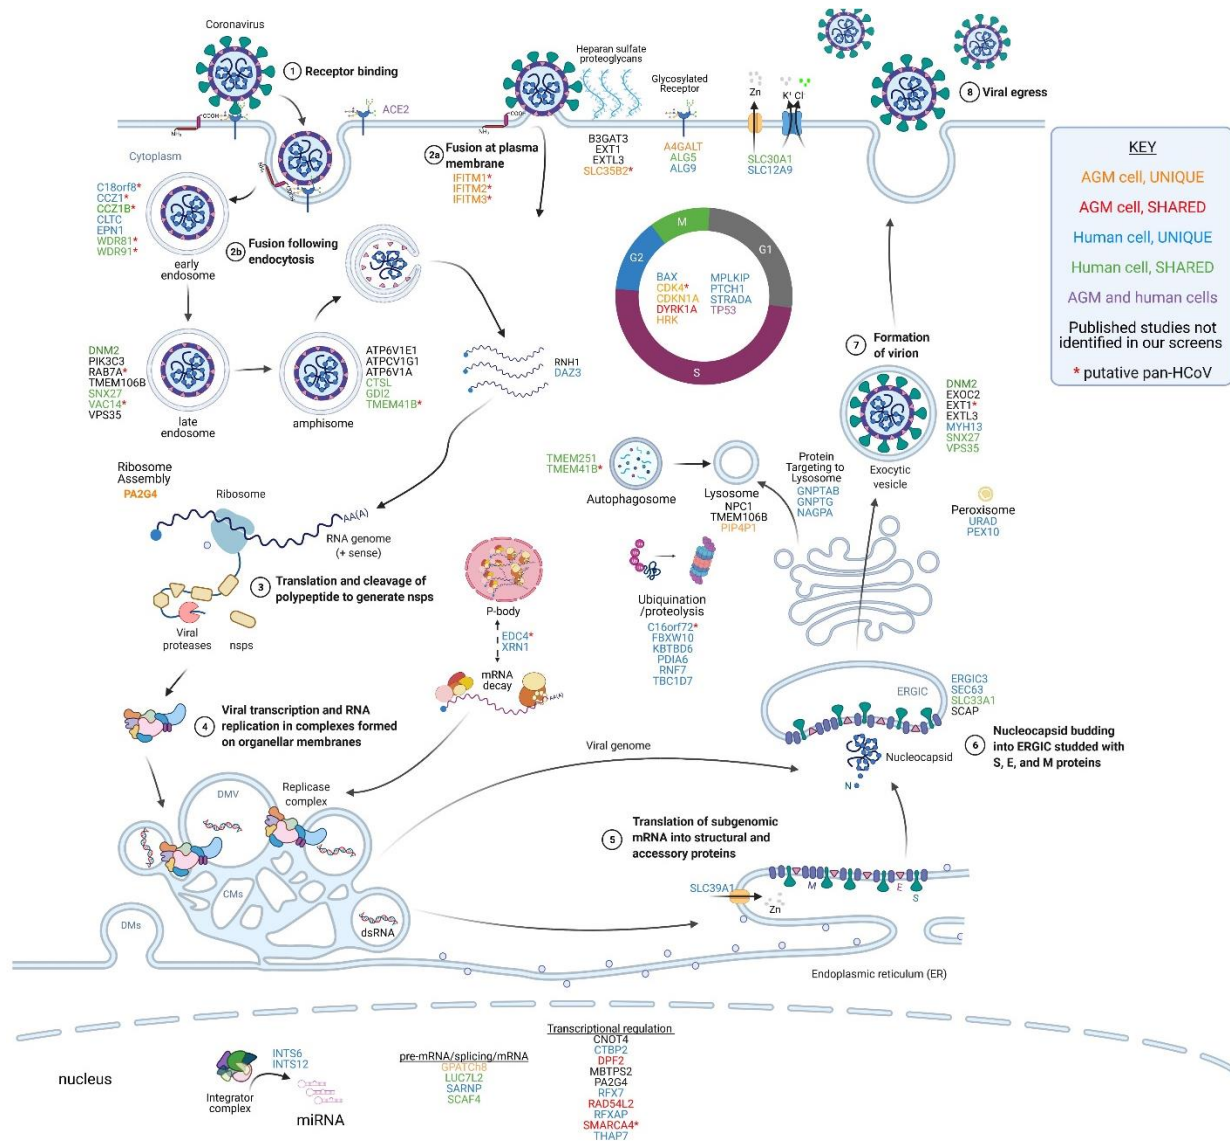 Coronavirus
1 Receptor binding
COOH
NH₂
ACE2
Cytoplasm
C18orf8*
CCZ1*
CCZ1B*
CLTC
EPN1
WDR81*
WDR91*
early
endosome
2a Fusion at plasma
membrane
IFITM1*
IFITM2*
IFITM3*
COOH
NH₂
Heparan sulfate
proteoglycans
B3GAT3
EXT1
EXTL3
SLC35B2*
Glycosylated
Receptor
A4GALT
ALG5
ALG9
Zn
K⁺ Cl⁻
SLC30A1
SLC12A9
8 Viral egress
KEY
AGM cell, UNIQUE
AGM cell, SHARED
Human cell, UNIQUE
Human cell, SHARED
AGM and human cells
Published studies not
identified in our screens
* putative pan-HCoV
2b Fusion following
endocytosis
DNM2
PIK3C3
RAB7A*
TMEM106B
SNX27
VAC14*
VPS35
late
endosome
amphisome
ATP6V1E1
ATPCV1G1
ATP6V1A
CTSL
GDI2
TMEM41B*
RNH1
DAZ3
M
G1
G2
S
BAX
CDK4*
CDKN1A
DYRK1A
HRK
MPLKIP
PTCH1
STRADA
TP53
7 Formation
of virion
DNM2
EXOC2
EXT1*
EXTL3
MYH13
SNX27
VPS35
Exocytic
vesicle
Ribosome
Assembly
PA2G4
Ribosome
AA(A)
RNA genome
(+ sense)
3 Translation and cleavage of
polypeptide to generate nsps
Viral
proteases
nsps
TMEM251
TMEM41B*
Autophagosome
Lysosome
NPC1
TMEM106B
PIP4P1
Protein
Targeting to
Lysosome
GNPTAB
GNPTG
NAGPA
Peroxisome
URAD
PEX10
P-body
EDC4*
XRN1
mRNA
decay
AA(A)
Ubiquination
/proteolysis
C16orf72*
FBXW10
KBTBD6
PDIA6
RNF7
TBC1D7
4 Viral transcription and RNA
replication in complexes formed
on organellar membranes
ERGIC
ERGIC3
SEC63
SLC33A1
SCAP
Nucleocapsid
N
6 Nucleocapsid budding
into ERGIC studded with
S, E, and M proteins
Viral genome
DMV
Replicase
complex
CMs
DMs
dsRNA
5 Translation of subgenomic
mRNA into structural and
accessory proteins
SLC39A1
Zn
M
E
S
Endoplasmic reticulum (ER)
nucleus
Integrator
complex
INTS6
INTS12
miRNA
pre-mRNA/splicing/mRNA
GPATCh8
LUC7L2
SARNP
SCAF4
Transcriptional regulation
CNOT4
CTBP2
DPF2
MBTPS2
PA2G4
RFX7
RAD54L2
RFXAP
SMARCA4*
THAP7